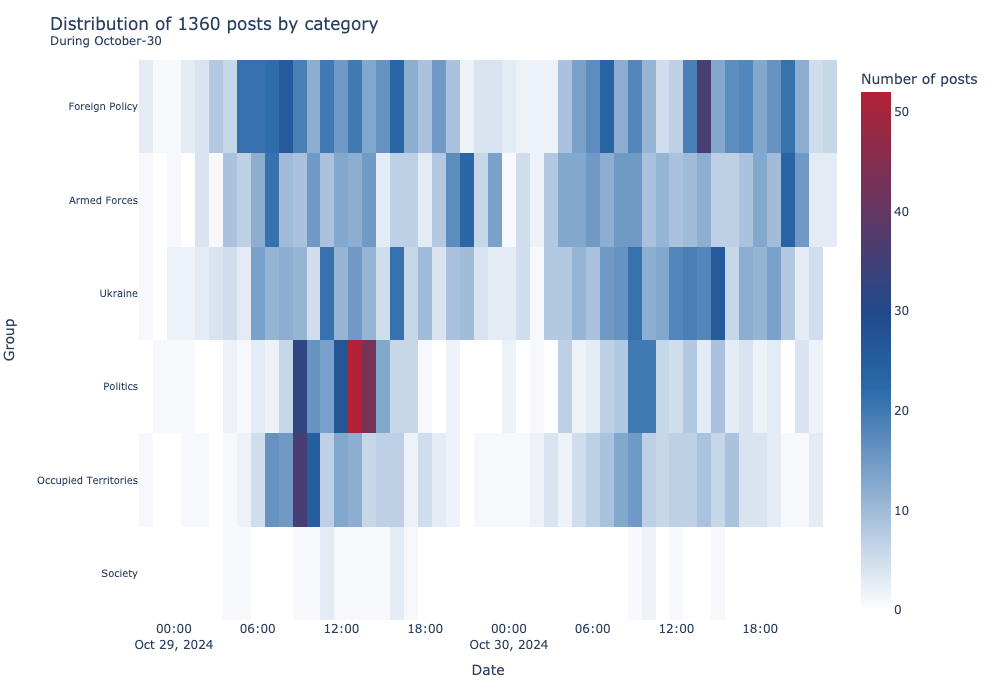 Distribution of 1360 posts by category
During October-30
Number of posts
50
40
30
20
10
0
Group
Foreign Policy
Armed Forces
Ukraine
Politics
Occupied Territories
Society
00:00 06:00 12:00 18:00 00:00 06:00 12:00 18:00
Oct 29, 2024 Oct 30, 2024
Date